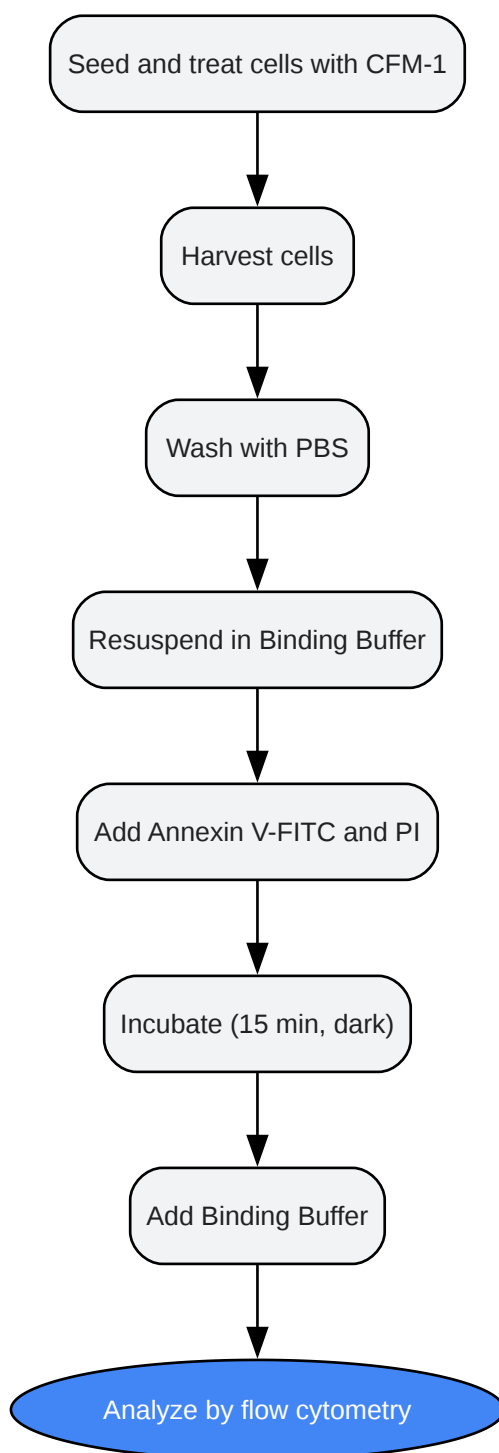 Seed and treat cells with CFM-1
Harvest cells
Wash with PBS
Resuspend in Binding Buffer
Add Annexin V-FITC and PI
Incubate (15 min, dark)
Add Binding Buffer
Analyze by flow cytometry